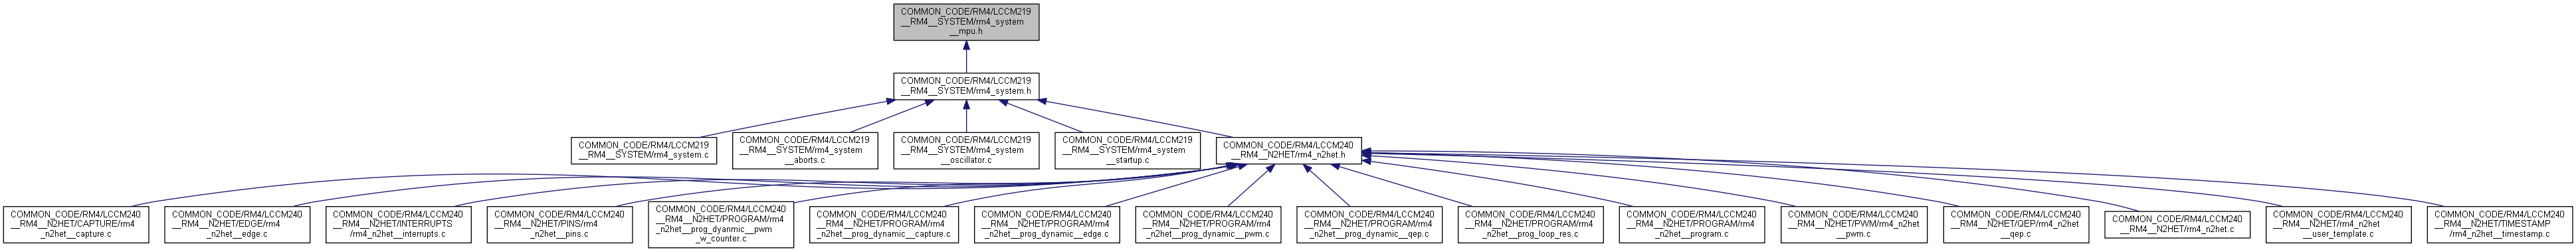 COMMON_CODE/RM4/LCCM219
__RM4__SYSTEM/rm4_system
__mpu.h
COMMON_CODE/RM4/LCCM219
__RM4__SYSTEM/rm4_system.h
COMMON_CODE/RM4/LCCM219
__RM4__SYSTEM/rm4_system.c
COMMON_CODE/RM4/LCCM219
__RM4__SYSTEM/rm4_system
__aborts.c
COMMON_CODE/RM4/LCCM219
__RM4__SYSTEM/rm4_system
__oscillator.c
COMMON_CODE/RM4/LCCM219
__RM4__SYSTEM/rm4_system
__startup.c
COMMON_CODE/RM4/LCCM240
__RM4__N2HET/rm4_n2het.h
COMMON_CODE/RM4/LCCM240
__RM4__N2HET/CAPTURE/rm4
_n2het__capture.c
COMMON_CODE/RM4/LCCM240
__RM4__N2HET/EDGE/rm4
_n2het__edge.c
COMMON_CODE/RM4/LCCM240
__RM4__N2HET/INTERRUPTS
/rm4_n2het__interrupts.c
COMMON_CODE/RM4/LCCM240
__RM4__N2HET/PINS/rm4
_n2het__pins.c
COMMON_CODE/RM4/LCCM240
__RM4__N2HET/PROGRAM/rm4
_n2het__prog_dyanmic__pwm
_w_counter.c
COMMON_CODE/RM4/LCCM240
__RM4__N2HET/PROGRAM/rm4
_n2het__prog_dynamic__capture.c
COMMON_CODE/RM4/LCCM240
__RM4__N2HET/PROGRAM/rm4
_n2het__prog_dynamic__edge.c
COMMON_CODE/RM4/LCCM240
__RM4__N2HET/PROGRAM/rm4
_n2het__prog_dynamic__pwm.c
COMMON_CODE/RM4/LCCM240
__RM4__N2HET/PROGRAM/rm4
_n2het__prog_dynamic__qep.c
COMMON_CODE/RM4/LCCM240
__RM4__N2HET/PROGRAM/rm4
_n2het__prog_loop_res.c
COMMON_CODE/RM4/LCCM240
__RM4__N2HET/PROGRAM/rm4
_n2het__program.c
COMMON_CODE/RM4/LCCM240
__RM4__N2HET/PWM/rm4_n2het
__pwm.c
COMMON_CODE/RM4/LCCM240
__RM4__N2HET/QEP/rm4_n2het
__qep.c
COMMON_CODE/RM4/LCCM240
__RM4__N2HET/rm4_n2het.c
COMMON_CODE/RM4/LCCM240
__RM4__N2HET/rm4_n2het
__user_template.c
COMMON_CODE/RM4/LCCM240
__RM4__N2HET/TIMESTAMP
/rm4_n2het__timestamp.c